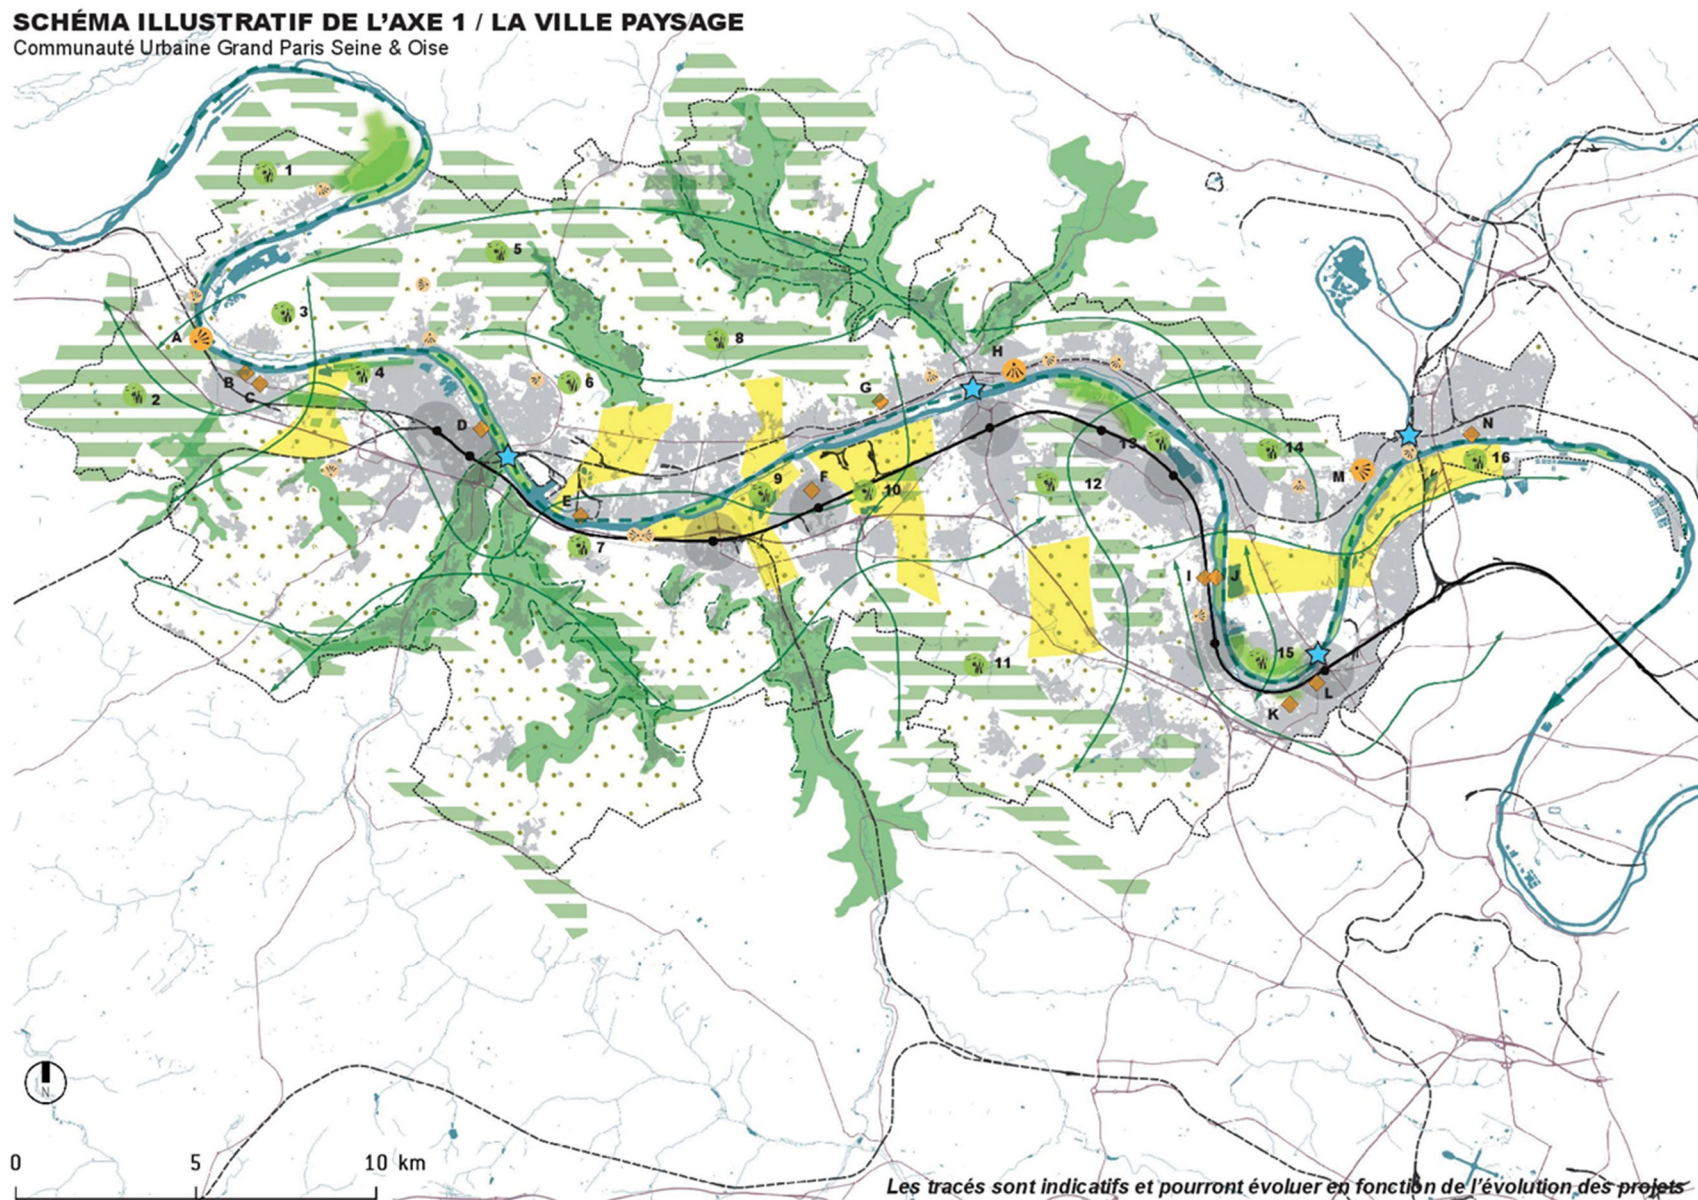 SCHÉMA ILLUSTRATIF DE L'AXE 1 / LA VILLE PAYSAGE
Communauté Urbaine Grand Paris Seine & Oise
1
5
3
A
8
H
4
B
2
6
G
C
D
N
13
14
16
M
9
F
12
10
E
7
I
J
15
11
L
K
N
0 5 10 km
Les tracés sont indicatifs et pourront évoluer en fonction de l'évolution des projets